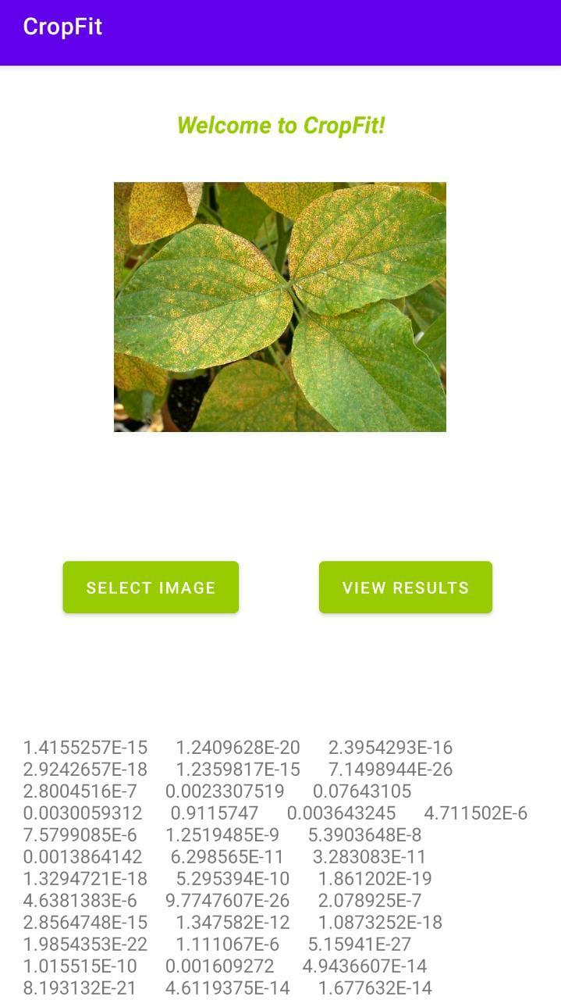 CropFit
Welcome to CropFit!
SELECT IMAGE
VIEW RESULTS
1.4155257E-15 1.2409628E-20 2.3954293E-16
2.9242657E-18 1.2359817E-15 7.1498944E-26
2.8004516E-7 0.0023307519 0.07643105
0.0030059312 0.9115747 0.003643245 4.711502E-6
7.5799085E-6 1.2519485E-9 5.3903648E-8
0.0013864142 6.298565E-11 3.283083E-11
1.3294721E-18 5.295394E-10 1.861202E-19
4.6381383E-6 9.7747607E-26 2.078925E-7
2.8564748E-15 1.347582E-12 1.0873252E-18
1.9854353E-22 1.111067E-6 5.15941E-27
1.015515E-10 0.001609272 4.9436607E-14
8.193132E-21 4.6119375E-14 1.677632E-14